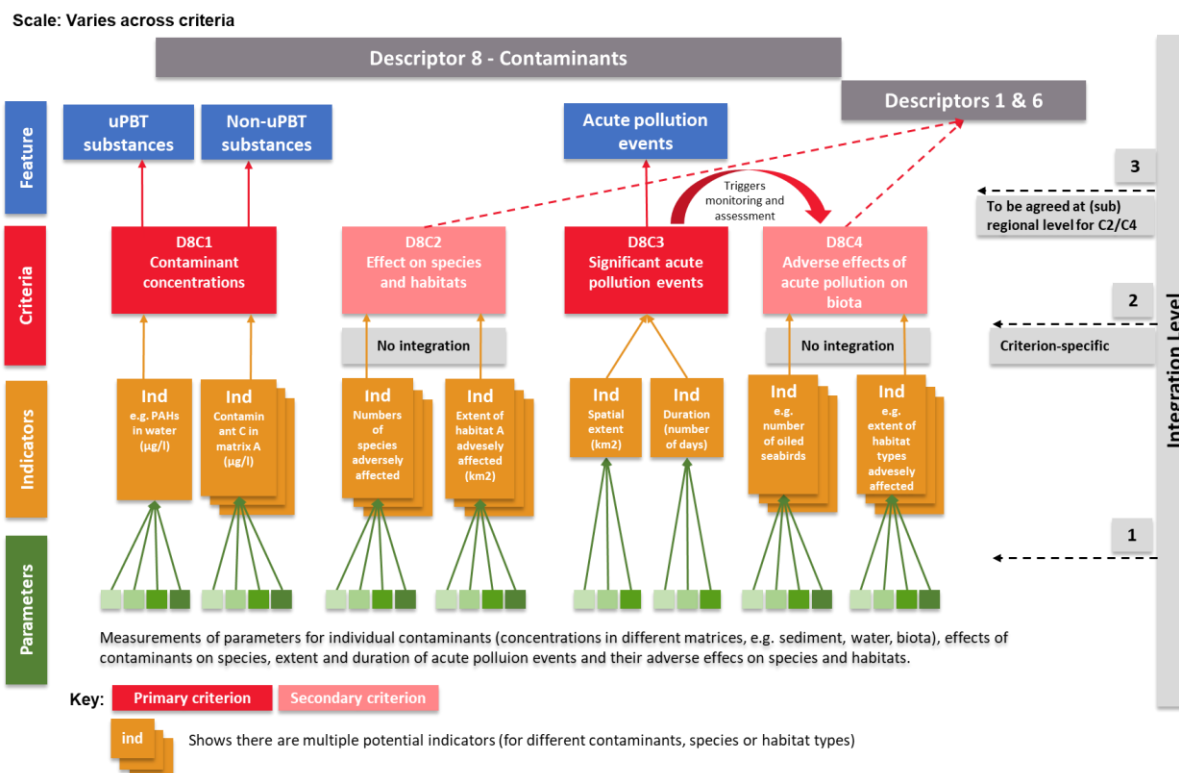 Scale: Varies across criteria
Descriptor 8 - Contaminants
Descriptors 1 & 6
Feature
uPBT
substances
Non-uPBT
substances
Acute pollution
events
Triggers
monitoring and
assessment
3
To be agreed at (sub)
regional level for C2/C4
Criteria
D8C1
Contaminant
concentrations
D8C2
Effect on species
and habitats
D8C3
Significant acute
pollution events
D8C4
Adverse effects of
acute pollution on
biota
2
Criterion-specific
No integration
No integration
Integration Level
Indicators
Ind
e.g. PAHs
in water
(µg/l)
Ind
Contamin
ant C in
matrix A
(µg/l)
Ind
Numbers
of
species
adversely
affected
Ind
Extent of
habitat A
advesely
affected
(km2)
Ind
Spatial
extent
(km2)
Ind
Duration
(number
of days)
Ind
e.g.
number
of oiled
seabirds
Ind
e.g.
extent of
habitat
types
advesely
affected
1
Parameters
Measurements of parameters for individual contaminants (concentrations in different matrices, e.g. sediment, water, biota), effects of
contaminants on species, extent and duration of acute polluion events and their adverse effecs on species and habitats.
Key:
Primary criterion
Secondary criterion
ind
Shows there are multiple potential indicators (for different contaminants, species or habitat types)